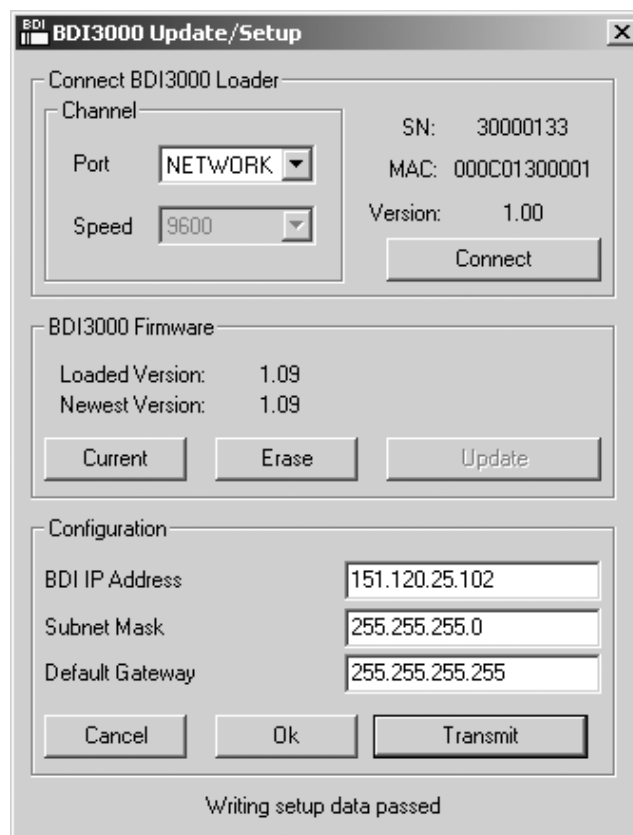 BDI BDI3000 Update/Setup
Connect BDI3000 Loader
Channel
Port NETWORK
Speed 9600
SN: 30000133
MAC: 000C01300001
Version: 1.00
Connect
BDI3000 Firmware
Loaded Version: 1.09
Newest Version: 1.09
Current Erase Update
Configuration
BDI IP Address 151.120.25.102
Subnet Mask 255.255.255.0
Default Gateway 255.255.255.255
Cancel Ok Transmit
Writing setup data passed